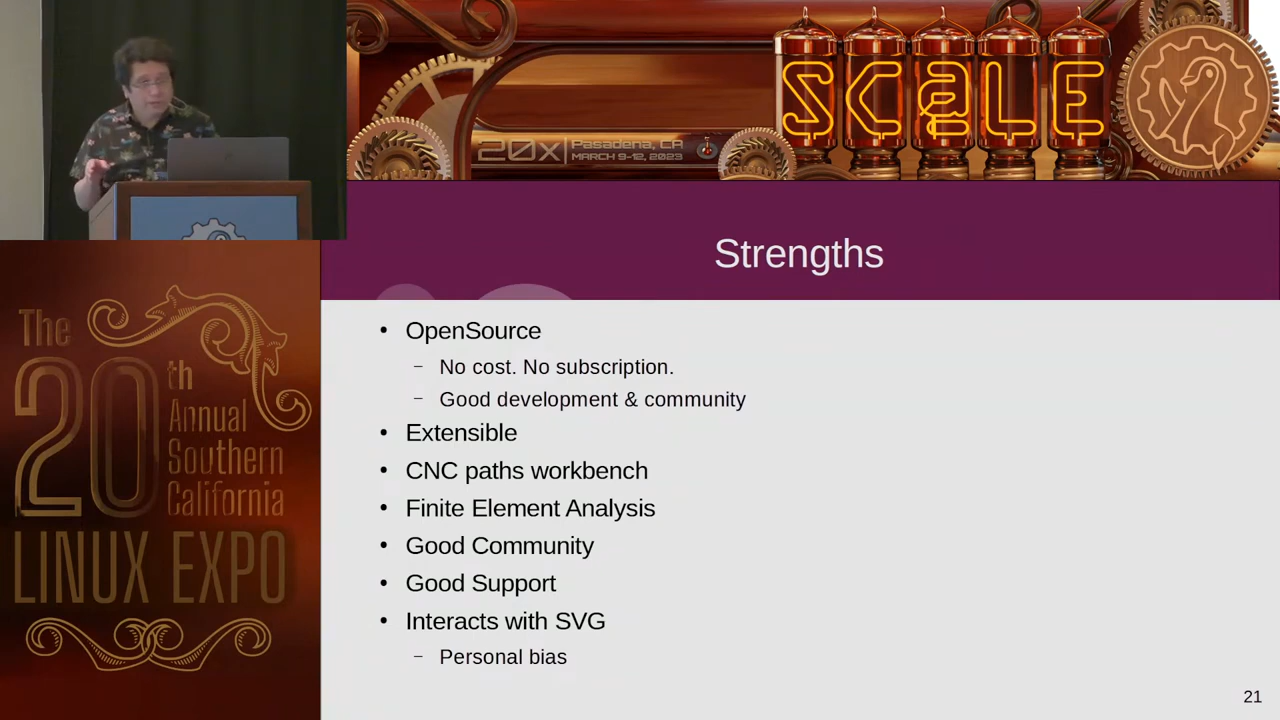 SCaLE
20x
Pasadena, CA
MARCH 9-12, 2023
Strengths
• OpenSource
– No cost. No subscription.
– Good development & community
• Extensible
• CNC paths workbench
• Finite Element Analysis
• Good Community
• Good Support
• Interacts with SVG
– Personal bias
21
The
20th
Annual
Southern
California
LINUX EXPO